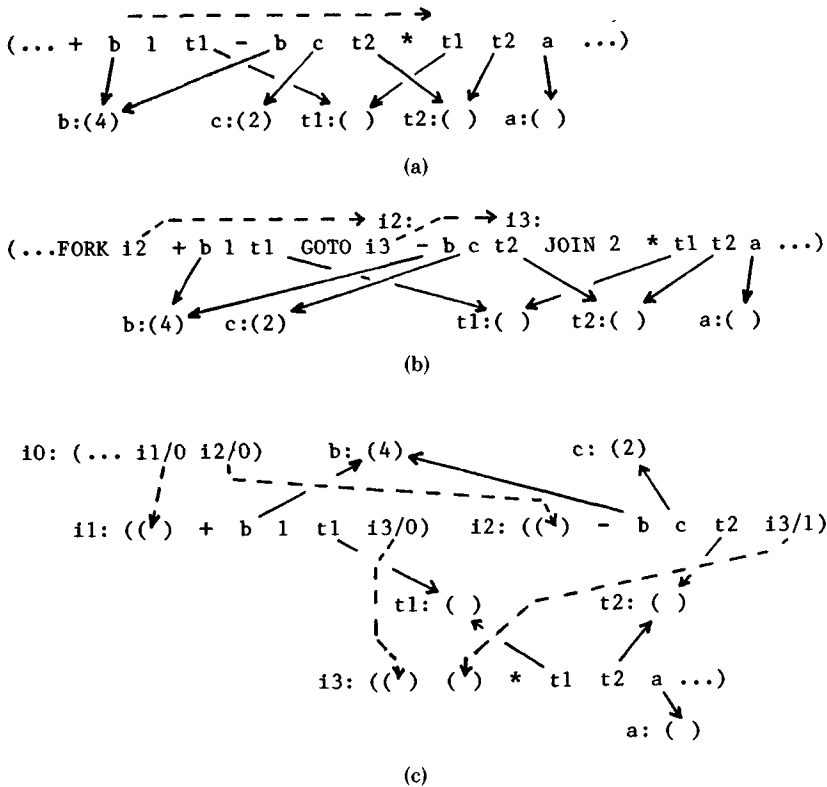 (... + b 1 t1 - b c t2 * t1 t2 a ...)
b:(4) c:(2) t1:( ) t2:( ) a:( )
(a)
i2: i3:
(...FORK i2 + b 1 t1 GOTO i3 - b c t2 JOIN 2 * t1 t2 a ...)
b:(4) c:(2) t1:( ) t2:( ) a:( )
(b)
i0: (... i1/0 i2/0) b: (4) c: (2)
i1: (( ) + b 1 t1 i3/0) i2: (( ) - b c t2 i3/1)
t1: ( ) t2: ( )
i3: (( ) ( ) * t1 t2 a ...)
a: ( )
(c)